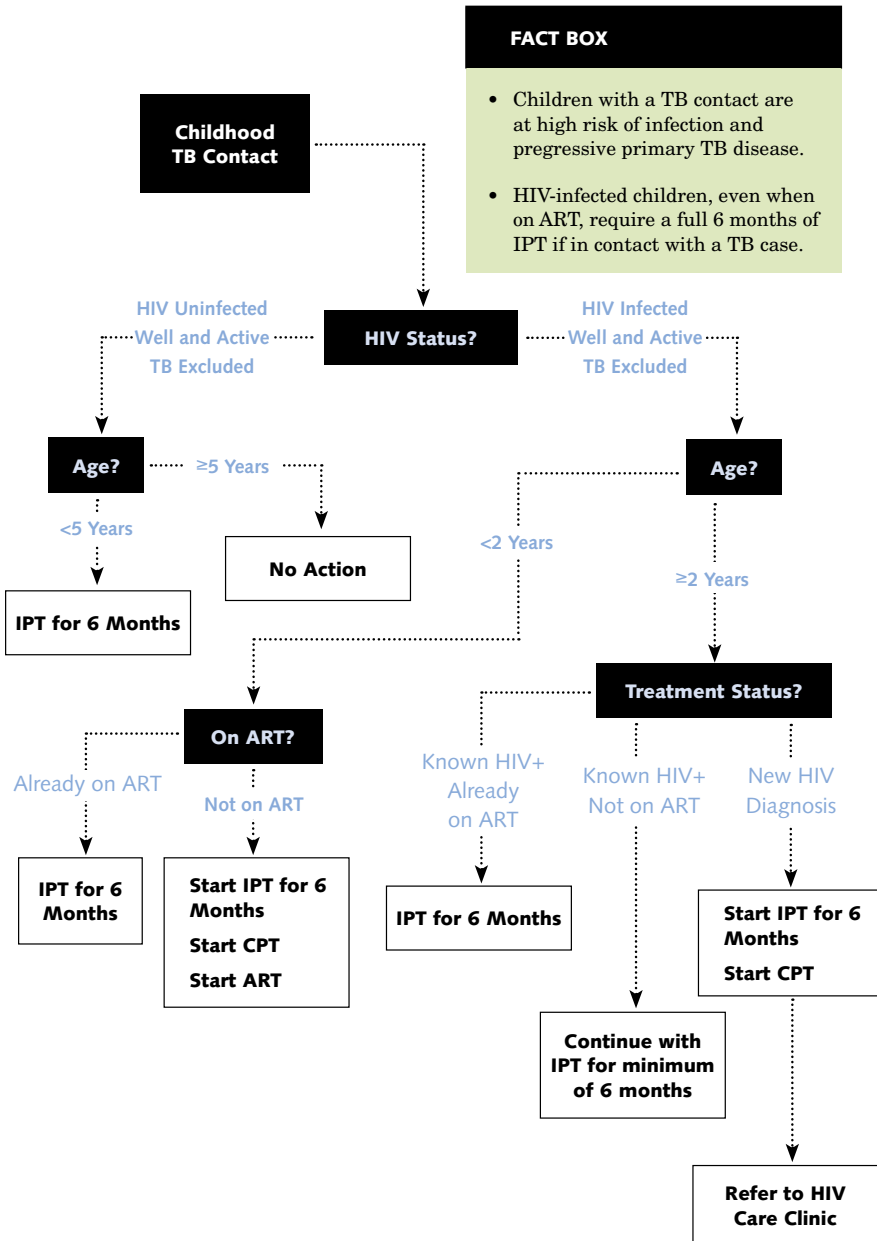 FACT BOX
• Children with a TB contact are
at high risk of infection and
pregressive primary TB disease.
• HIV-infected children, even when
on ART, require a full 6 months of
IPT if in contact with a TB case.
Childhood
TB Contact
HIV Uninfected
Well and Active
TB Excluded
HIV Status?
HIV Infected
Well and Active
TB Excluded
Age?
≥5 Years
<5 Years
No Action
IPT for 6 Months
Age?
<2 Years
≥2 Years
On ART?
Already on ART
Not on ART
IPT for 6
Months
Start IPT for 6
Months
Start CPT
Start ART
Treatment Status?
Known HIV+
Already
on ART
Known HIV+
Not on ART
New HIV
Diagnosis
IPT for 6 Months
Continue with
IPT for minimum
of 6 months
Start IPT for 6
Months
Start CPT
Refer to HIV
Care Clinic